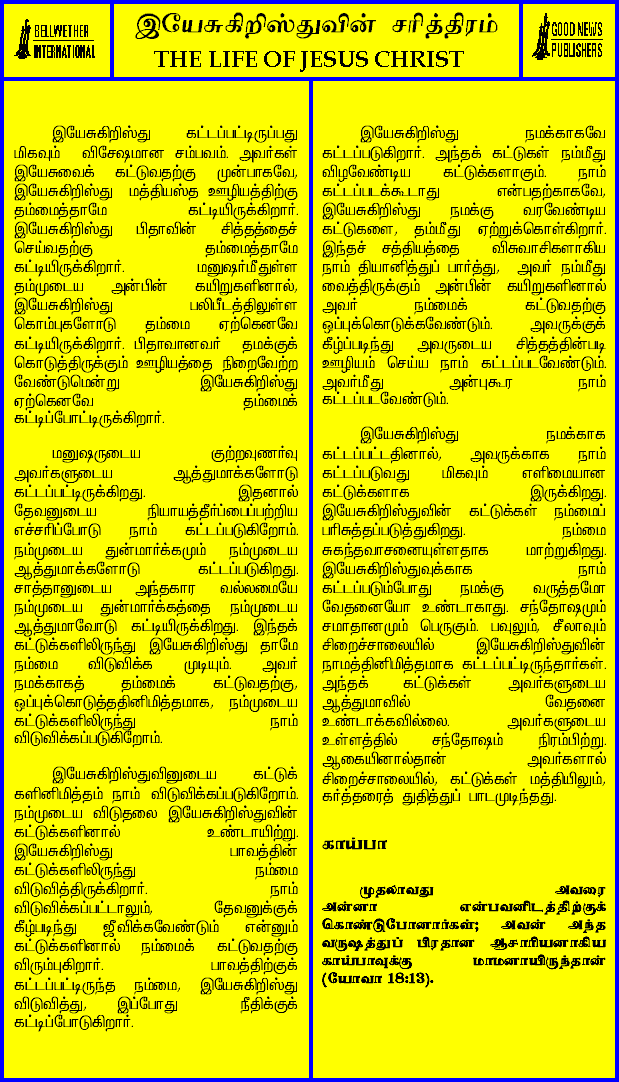 BELLWETHER
INTERNATIONAL
இயேசுகிறிஸ்துவின் சரித்திரம்
THE LIFE OF JESUS CHRIST
GOOD NEWS
PUBLISHERS
இயேசுகிறிஸ்து கட்டப்பட்டிருப்பது
மிகவும் விசேஷமான சம்பவம். அவர்கள்
இயேசுவைக் கட்டுவதற்கு முன்பாகவே,
இயேசுகிறிஸ்து மத்தியஸ்த ஊழியத்திற்கு
தம்மைத்தாமே கட்டியிருக்கிறார்.
இயேசுகிறிஸ்து பிதாவின் சித்தத்தைச்
செய்வதற்கு தம்மைத்தாமே
கட்டியிருக்கிறார். மனுஷர்மீதுள்ள
தம்முடைய அன்பின் கயிறுகளினால்,
இயேசுகிறிஸ்து பலிபீடத்திலுள்ள
கொம்புகளோடு தம்மை ஏற்கெனவே
கட்டியிருக்கிறார். பிதாவானவர் தமக்குக்
கொடுத்திருக்கும் ஊழியத்தை நிறைவேற்ற
வேண்டுமென்று இயேசுகிறிஸ்து
ஏற்கெனவே தம்மைக்
கட்டிப்போட்டிருக்கிறார்.
மனுஷருடைய குற்றவுணர்வு
அவர்களுடைய ஆத்துமாக்களோடு
கட்டப்பட்டிருக்கிறது. இதனால்
தேவனுடைய நியாயத்தீர்ப்பைப்பற்றிய
எச்சரிப்போடு நாம் கட்டப்படுகிறோம்.
நம்முடைய துன்மார்க்கமும் நம்முடைய
ஆத்துமாக்களோடு கட்டப்படுகிறது.
சாத்தானுடைய அந்தகார வல்லமையே
நம்முடைய துன்மார்க்கத்தை நம்முடைய
ஆத்துமாவோடு கட்டியிருக்கிறது. இந்தக்
கட்டுக்களிலிருந்து இயேசுகிறிஸ்து தாமே
நம்மை விடுவிக்க முடியும். அவர்
நமக்காகத் தம்மைக் கட்டுவதற்கு,
ஒப்புக்கொடுத்ததினிமித்தமாக, நம்முடைய
கட்டுக்களிலிருந்து நாம்
விடுவிக்கப்படுகிறோம்.
இயேசுகிறிஸ்துவினுடைய கட்டுக்
களினிமித்தம் நாம் விடுவிக்கப்படுகிறோம்.
நம்முடைய விடுதலை இயேசுகிறிஸ்துவின்
கட்டுக்களினால் உண்டாயிற்று.
இயேசுகிறிஸ்து பாவத்தின்
கட்டுக்களிலிருந்து நம்மை
விடுவித்திருக்கிறார். நாம்
விடுவிக்கப்பட்டாலும், தேவனுக்குக்
கீழ்படிந்து ஜீவிக்கவேண்டும் என்னும்
கட்டுக்களினால் நம்மைக் கட்டுவதற்கு
விரும்புகிறார். பாவத்திற்குக்
கட்டப்பட்டிருந்த நம்மை, இயேசுகிறிஸ்து
விடுவித்து, இப்போது நீதிக்குக்
கட்டிப்போடுகிறார்.
இயேசுகிறிஸ்து நமக்காகவே
கட்டப்படுகிறார். அந்தக் கட்டுகள் நம்மீது
விழவேண்டிய கட்டுக்களாகும். நாம்
கட்டப்படக்கூடாது என்பதற்காகவே,
இயேசுகிறிஸ்து நமக்கு வரவேண்டிய
கட்டுகளை, தம்மீது ஏற்றுக்கொள்கிறார்.
இந்தச் சத்தியத்தை விசுவாசிகளாகிய
நாம் தியானித்துப் பார்த்து, அவர் நம்மீது
வைத்திருக்கும் அன்பின் கயிறுகளினால்
அவர் நம்மைக் கட்டுவதற்கு
ஒப்புக்கொடுக்கவேண்டும். அவருக்குக்
கீழ்ப்படிந்து அவருடைய சித்தத்தின்படி
ஊழியம் செய்ய நாம் கட்டப்படவேண்டும்.
அவர்மீது அன்புகூர நாம்
கட்டப்படவேண்டும்.
இயேசுகிறிஸ்து நமக்காக
கட்டப்பட்டதினால், அவருக்காக நாம்
கட்டப்படுவது மிகவும் எளிமையான
கட்டுக்களாக இருக்கிறது.
இயேசுகிறிஸ்துவின் கட்டுக்கள் நம்மைப்
பரிசுத்தப்படுத்துகிறது. நம்மை
சுகந்தவாசனையுள்ளதாக மாற்றுகிறது.
இயேசுகிறிஸ்துவுக்காக நாம்
கட்டப்படும்போது நமக்கு வருத்தமோ
வேதனையோ உண்டாகாது. சந்தோஷமும்
சமாதானமும் பெருகும். பவுலும், சீலாவும்
சிறைச்சாலையில் இயேசுகிறிஸ்துவின்
நாமத்தினிமித்தமாக கட்டப்பட்டிருந்தார்கள்.
அந்தக் கட்டுக்கள் அவர்களுடைய
ஆத்துமாவில் வேதனை
உண்டாக்கவில்லை. அவர்களுடைய
உள்ளத்தில் சந்தோஷம் நிரம்பிற்று.
ஆகையினால்தான் அவர்களால்
சிறைச்சாலையில், கட்டுக்கள் மத்தியிலும்,
கர்த்தரைத் துதித்துப் பாடமுடிந்தது.
காய்பா
முதலாவது அவரை
அன்னா என்பவனிடத்திற்குக்
கொண்டுபோனார்கள்; அவன் அந்த
வருஷத்துப் பிரதான ஆசாரியனாகிய
காய்பாவுக்கு மாமனாயிருந்தான்
(யோவா 18:13).